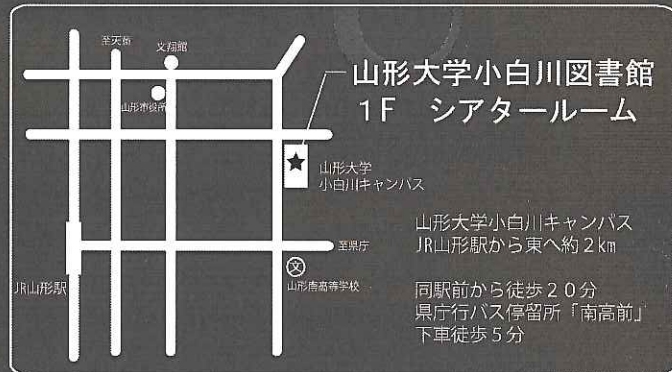 至天童
文翔館
山形市役所
山形大学小白川図書館
1F シアタールーム
山形大学
小白川キャンパス
山形大学小白川キャンパス
JR山形駅から東へ約2km
至県庁
文
JR山形駅
山形南高等学校
同駅前から徒歩20分
県庁行バス停留所「南高前」
下車徒歩5分